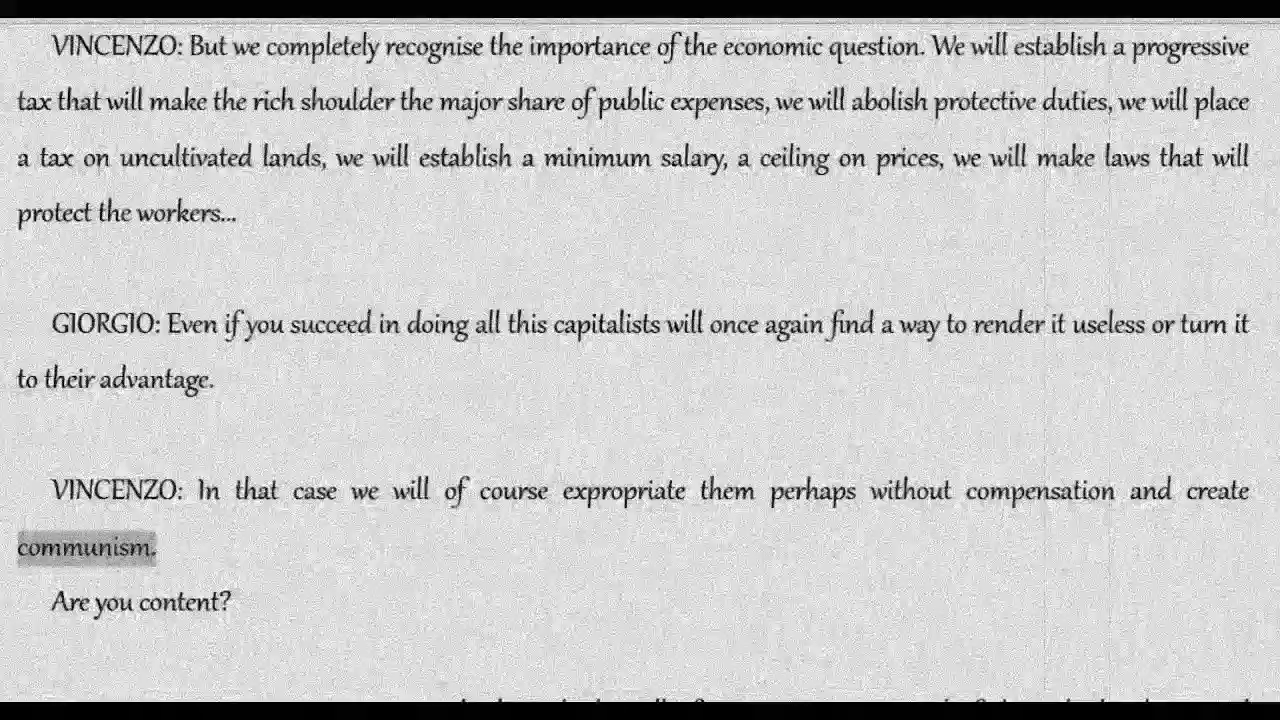 VINCENZO: But we completely recognise the importance of the economic question. We will establish a progressive
tax that will make the rich shoulder the major share of public expenses, we will abolish protective duties, we will place
a tax on uncultivated lands, we will establish a minimum salary, a ceiling on prices, we will make laws that will
protect the workers...
GIORGIO: Even if you succeed in doing all this capitalists will once again find a way to render it useless or turn it
to their advantage.
VINCENZO: In that case we will of course expropriate them perhaps without compensation and create
communism.
Are you content?